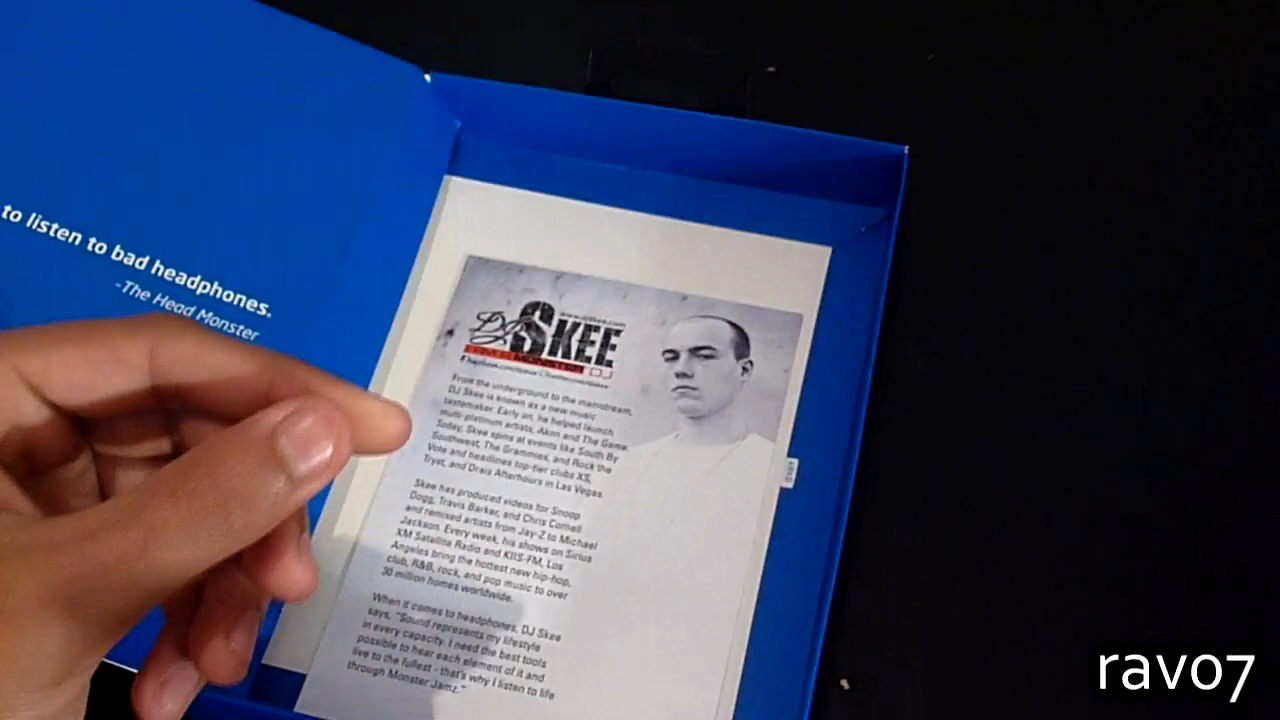 to listen to bad headphones.
-The Head Monster
DJ SKEE
www.djskee.com
MONSTER DJ
From the underground to the mainstream,
DJ Skee is known as a new music
tastemaker. Early on, he helped launch
multi-platinum artists, Akon and The Game.
Today, Skee spins at events like South By
Southwest, The Grammies, and Rock the
Vote and headlines top-tier clubs XS,
Tryst, and Drais Afterhours in Las Vegas.
Skee has produced videos for Snoop
Dogg, Travis Barker, and Chris Cornell
and remixed artists from Jay-Z to Michael
Jackson. Every week, his shows on Sirius
XM Satellite Radio and KIIS-FM, Los
Angeles bring the hottest new hip-hop,
club, R&B, rock, and pop music to over
30 million homes worldwide.
When it comes to headphones, DJ Skee
says, "Sound represents my lifestyle
in every capacity. I need the best tools
possible to hear each element of it and
live to the fullest - that's why I listen to life
through Monster Jamz."
rav07